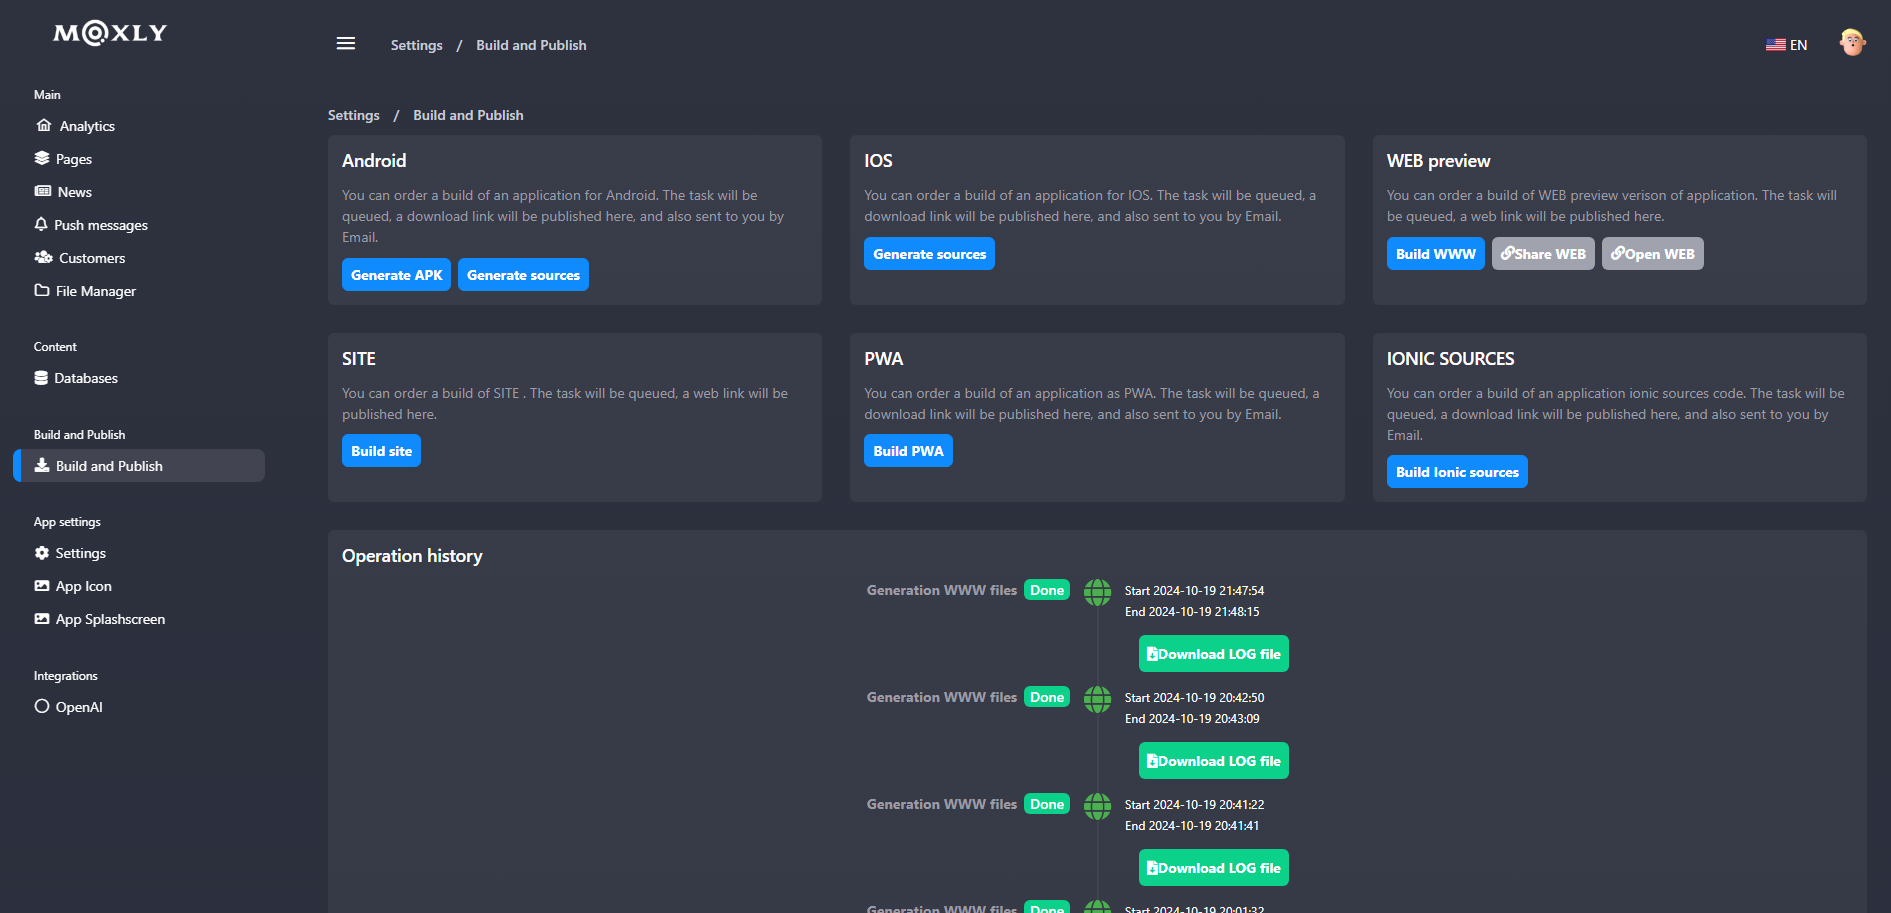 MOXLY
Settings / Build and Publish
EN
Main
Analytics
Pages
News
Push messages
Customers
File Manager
Content
Databases
Build and Publish
Build and Publish
App settings
Settings
App Icon
App Splashscreen
Integrations
OpenAI
Settings / Build and Publish
Android
You can order a build of an application for Android. The task will be
queued, a download link will be published here, and also sent to you by
Email.
Generate APK Generate sources
IOS
You can order a build of an application for IOS. The task will be queued, a
download link will be published here, and also sent to you by Email.
Generate sources
WEB preview
You can order a build of WEB preview verison of application. The task will
be queued, a web link will be published here.
Build WWW Share WEB Open WEB
SITE
You can order a build of SITE . The task will be queued, a web link will be
published here.
Build site
PWA
You can order a build of an application as PWA. The task will be queued, a
download link will be published here, and also sent to you by Email.
Build PWA
IONIC SOURCES
You can order a build of an application ionic sources code. The task will be
queued, a download link will be published here, and also sent to you by
Email.
Build Ionic sources
Operation history
Generation WWW files Done Start 2024-10-19 21:47:54
End 2024-10-19 21:48:15
Download LOG file
Generation WWW files Done Start 2024-10-19 20:42:50
End 2024-10-19 20:43:09
Download LOG file
Generation WWW files Done Start 2024-10-19 20:41:22
End 2024-10-19 20:41:41
Download LOG file
Generation WWW files Done Start 2024-10-19 20:01:32